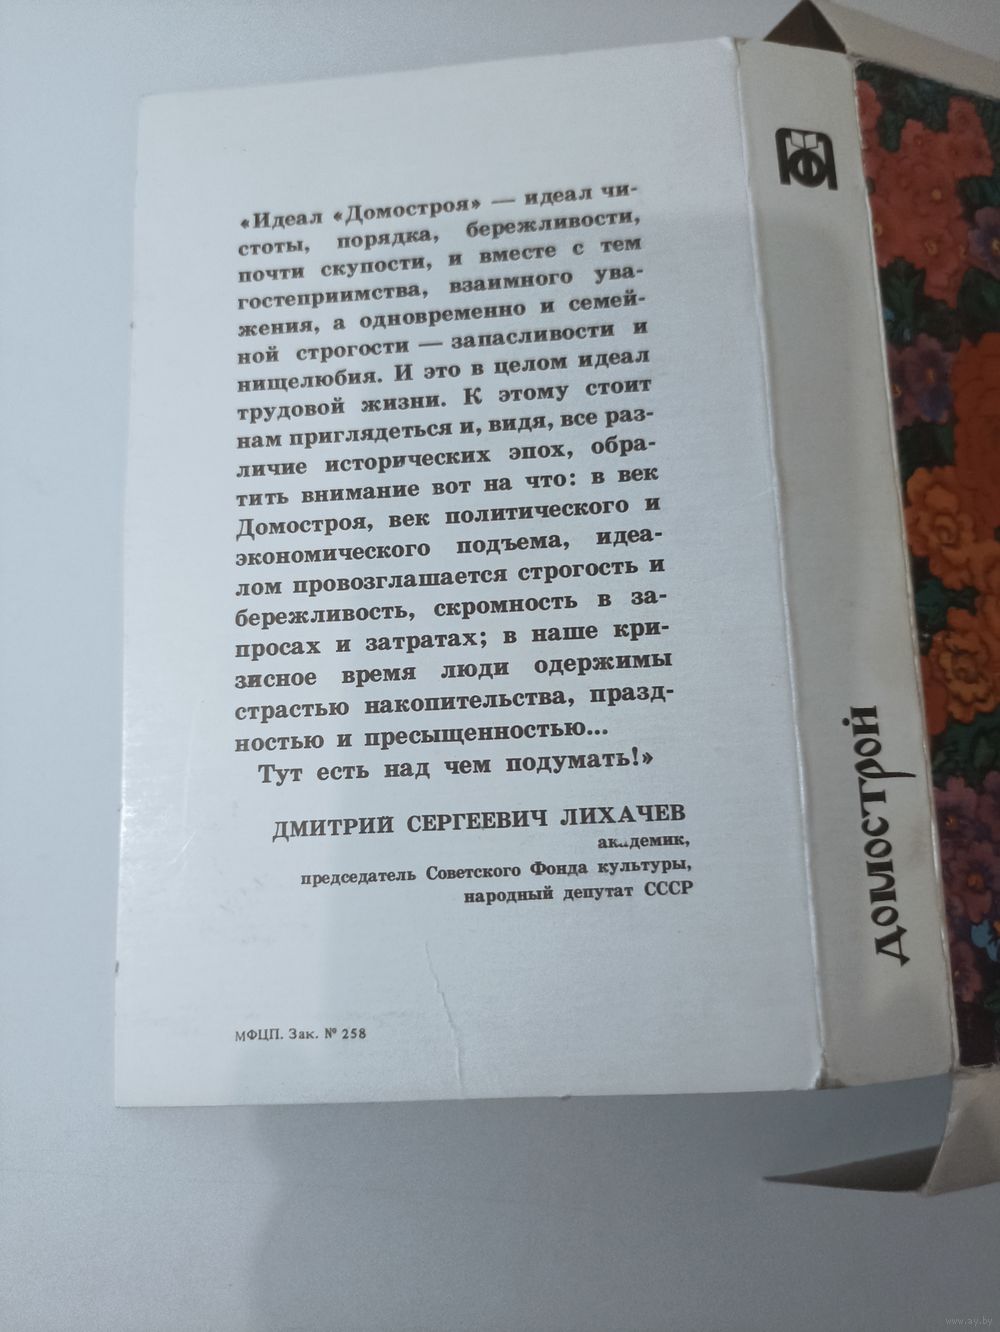 «Идеал «Домостроя» — идеал чи-
стоты, порядка, бережливости,
почти скупости, и вместе с тем
гостеприимства, взаимного ува-
жения, а одновременно и семей-
ной строгости — запасливости и
нищелюбия. И это в целом идеал
трудовой жизни. К этому стоит
нам приглядеться и, видя, все раз-
личие исторических эпох, обра-
тить внимание вот на что: в век
Домостроя, век политического и
экономического подъема, идеа-
лом провозглашается строгость и
бережливость, скромность в за-
просах и затратах; в наше кри-
зисное время люди одержимы
страстью накопительства, празд-
ностью и пресыщенностью...
Тут есть над чем подумать!»
ДМИТРИЙ СЕРГЕЕВИЧ ЛИХАЧЕВ
академик,
председатель Советского Фонда культуры,
народный депутат СССР
МФЦП. Зак. № 258
Домострой
www.ay.by